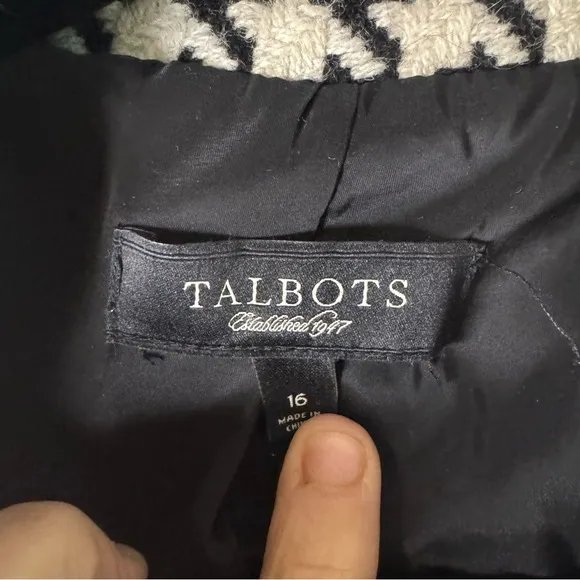 TALBOTS
Established 1947
16
MADE IN